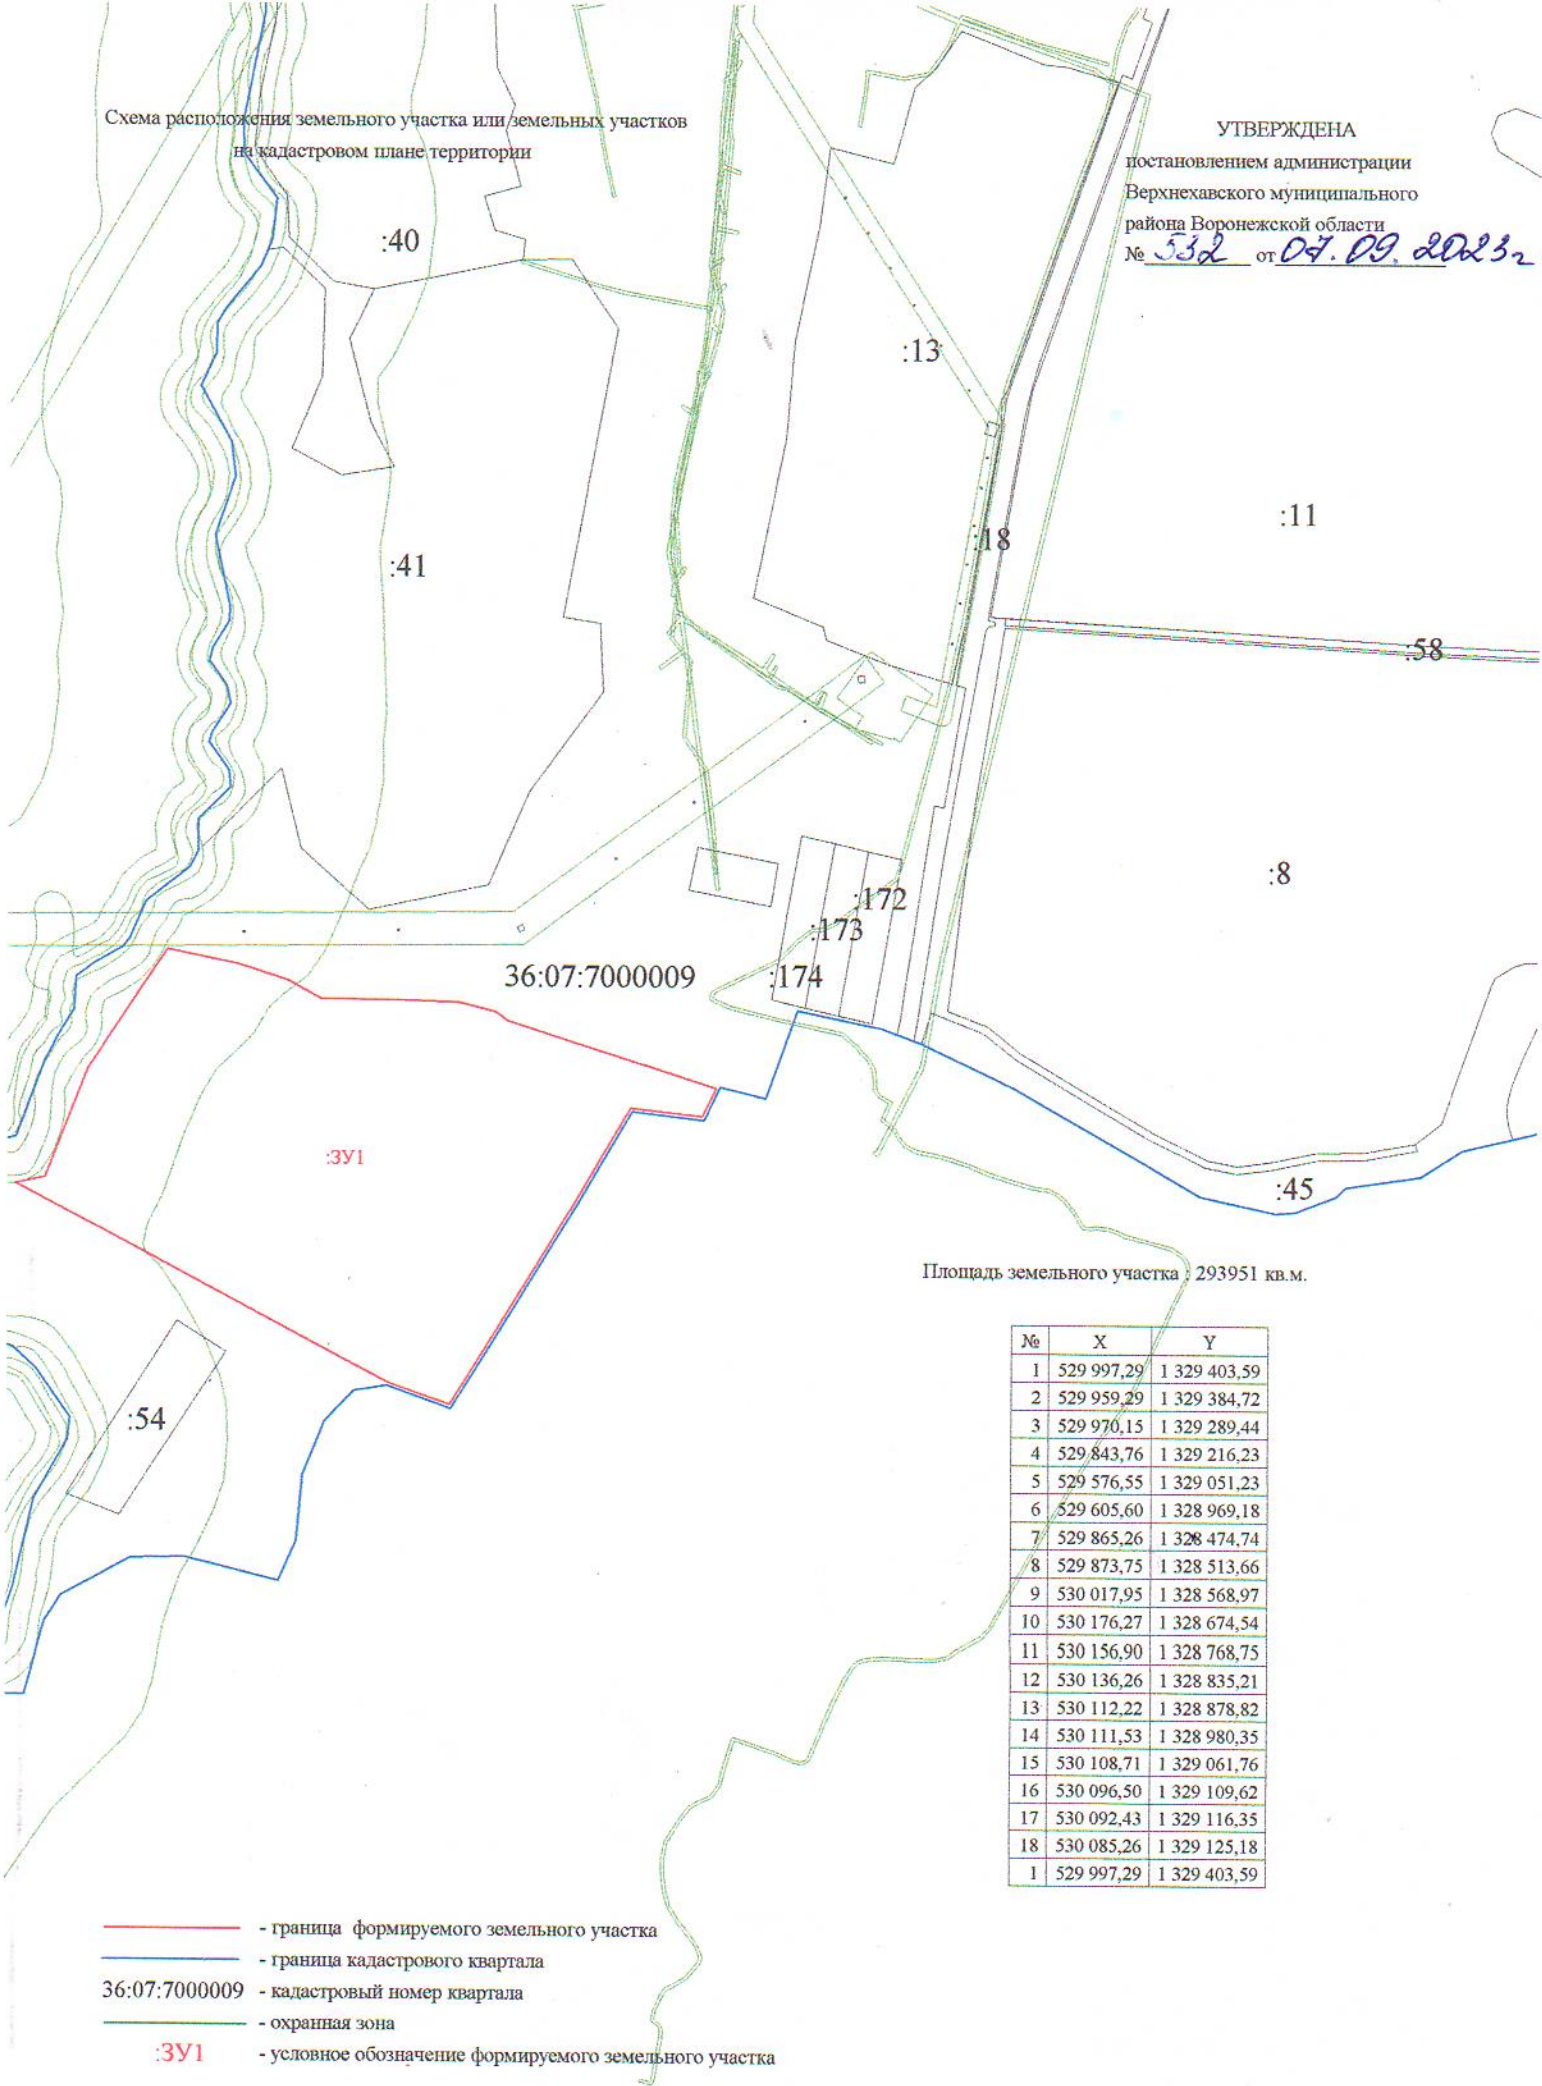 Схема расположения земельного участка или земельных участков
на кадастровом плане территории
УТВЕРЖДЕНА
постановлением администрации
Верхнехавского муниципального
района Воронежской области
№ 532 от 07.09.2023г
:40
:13
:11
:18
:41
:58
:8
:172
:173
:174
36:07:7000009
:ЗУ1
:45
:54
Площадь земельного участка : 293951 кв.м.
№ X Y
1 529 997,29 1 329 403,59
2 529 959,29 1 329 384,72
3 529 970,15 1 329 289,44
4 529 843,76 1 329 216,23
5 529 576,55 1 329 051,23
6 529 605,60 1 328 969,18
7 529 865,26 1 328 474,74
8 529 873,75 1 328 513,66
9 530 017,95 1 328 568,97
10 530 176,27 1 328 674,54
11 530 156,90 1 328 768,75
12 530 136,26 1 328 835,21
13 530 112,22 1 328 878,82
14 530 111,53 1 328 980,35
15 530 108,71 1 329 061,76
16 530 096,50 1 329 109,62
17 530 092,43 1 329 116,35
18 530 085,26 1 329 125,18
1 529 997,29 1 329 403,59
- граница формируемого земельного участка
- граница кадастрового квартала
36:07:7000009 - кадастровый номер квартала
- охранная зона
:ЗУ1 - условное обозначение формируемого земельного участка